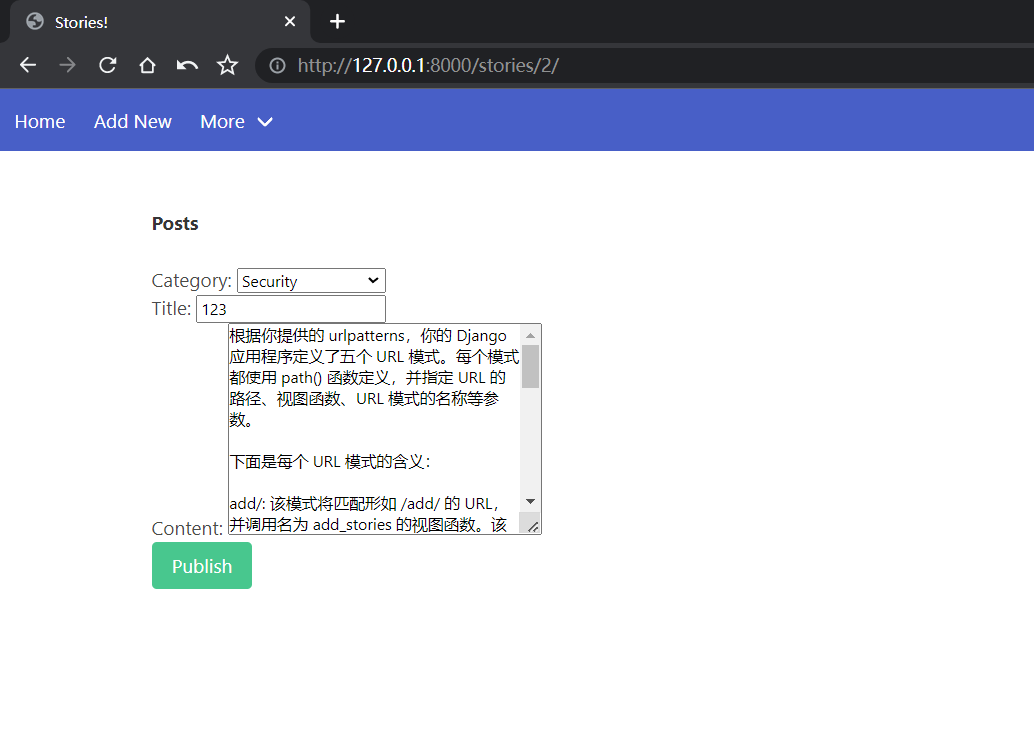 Stories!
http://127.0.0.1:8000/stories/2/
Home Add New More
Posts
Category: Security
Title: 123
根据你提供的 urlpatterns，你的 Django
应用程序定义了五个 URL 模式。每个模式
都使用 path() 函数定义，并指定 URL 的
路径、视图函数、URL 模式的名称等参
数。
下面是每个 URL 模式的含义：
add/: 该模式将匹配形如 /add/ 的 URL，
并调用名为 add_stories 的视图函数。该
Content:
Publish